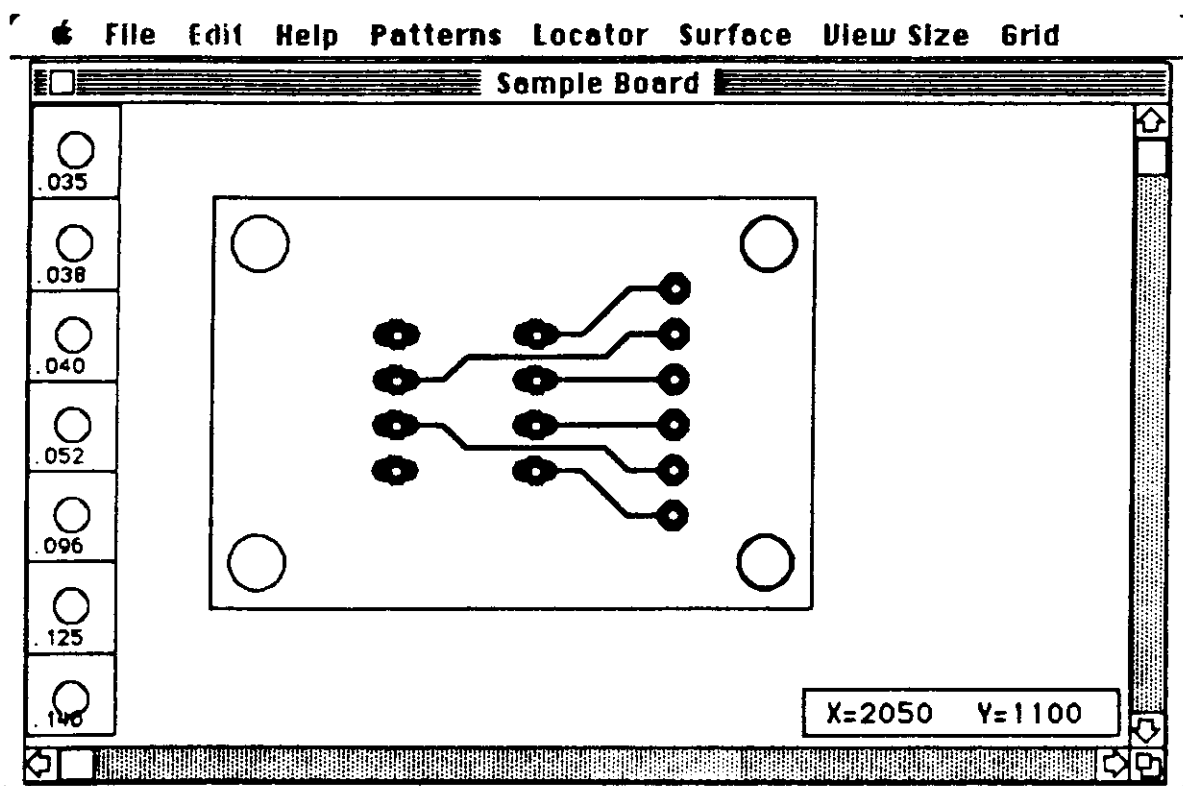 File Edit Help Patterns Locator Surface View Size Grid
Sample Board
.035
.038
.040
.052
.096
.125
.140
X=2050 Y=1100